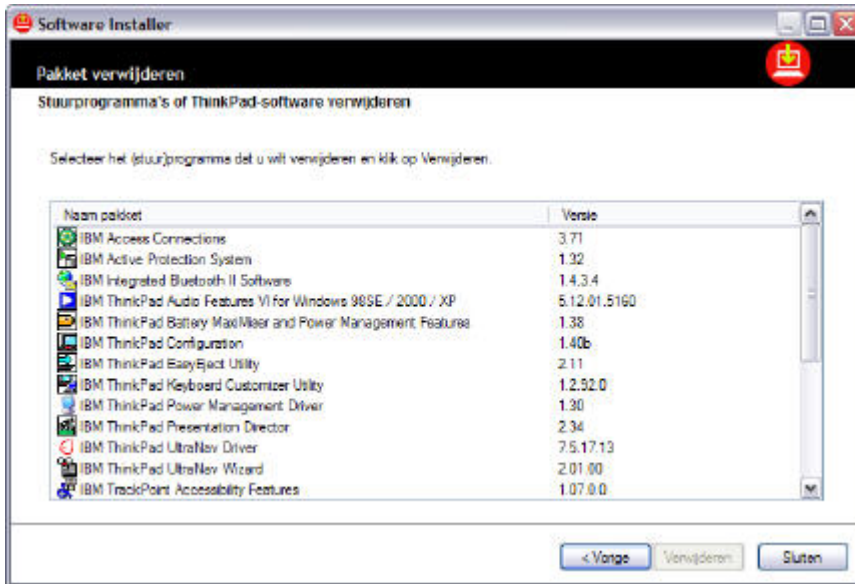 Software Installer
Pakket verwijderen
Stuurprogramma's of ThinkPad-software verwijderen
Selecteer het (stuur)programma dat u wilt verwijderen en klik op Verwijderen.
Naam pakket Versie
IBM Access Connections 3.71
IBM Active Protection System 1.32
IBM Integrated Bluetooth II Software 1.4.3.4
IBM ThinkPad Audio Features VI for Windows 98SE / 2000 / XP 5.12.01.5160
IBM ThinkPad Battery MaxiMiser and Power Management Features 1.38
IBM ThinkPad Configuration 1.40b
IBM ThinkPad EasyEject Utility 2.11
IBM ThinkPad Keyboard Customizer Utility 1.2.92.0
IBM ThinkPad Power Management Driver 1.30
IBM ThinkPad Presentation Director 2.34
IBM ThinkPad UltraNav Driver 7.5.17.13
IBM ThinkPad UltraNav Wizard 2.01.00
IBM TrackPoint Accessibility Features 1.07.0.0
< Vorige Verwijderen Sluiten